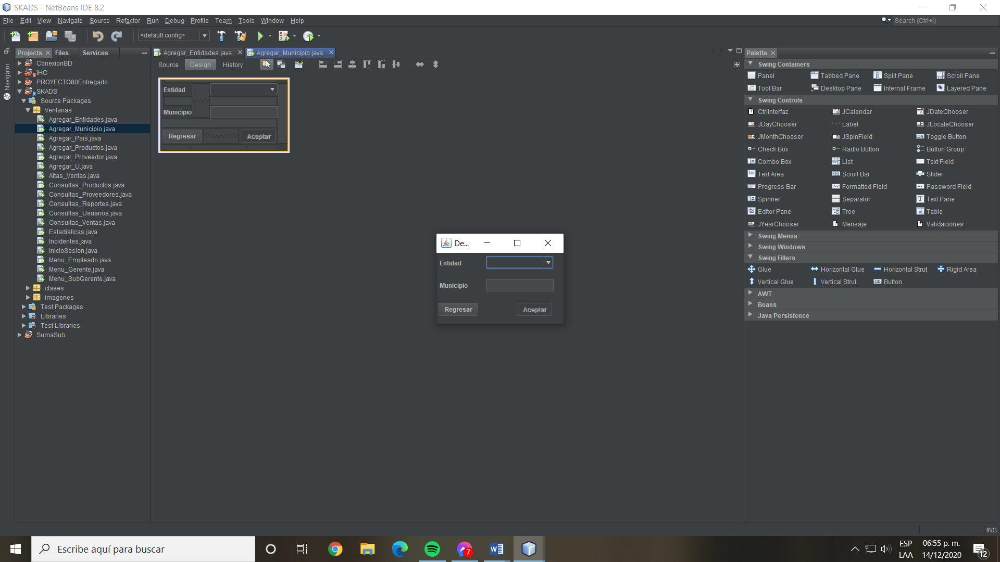 SKADS - NetBeans IDE 8.2
File Edit View Navigate Source Refactor Run Debug Profile Team Tools Window Help
Search (Ctrl+I)
<default config>
Projects Files Services
Navigator
ConexionBD
IHC
PROYECTO80Entregado
SKADS
Source Packages
Ventanas
Agregar_Entidades.java
Agregar_Municipio.java
Agregar_Pais.java
Agregar_Productos.java
Agregar_Proveedor.java
Agregar_U.java
Altas_Ventas.java
Consultas_Productos.java
Consultas_Proveedores.java
Consultas_Reportes.java
Consultas_Usuarios.java
Consultas_Ventas.java
Estadisticas.java
Incidentes.java
InicioSesion.java
Menu_Empleado.java
Menu_Gerente.java
Menu_SubGerente.java
clases
imagenes
Test Packages
Libraries
Test Libraries
SumaSub
Agregar_Entidades.java Agregar_Municipio.java
Source Design History
Entidad
Municipio
Regresar Aceptar
De...
Entidad
Municipio
Regresar Aceptar
Palette
Swing Containers
Panel Tabbed Pane Split Pane Scroll Pane
Tool Bar Desktop Pane Internal Frame Layered Pane
Swing Controls
CtrlInterfaz JCalendar JDateChooser
JDayChooser Label JLocaleChooser
JMonthChooser JSpinField Toggle Button
Check Box Radio Button Button Group
Combo Box List Text Field
Text Area Scroll Bar Slider
Progress Bar Formatted Field Password Field
Spinner Separator Text Pane
Editor Pane Tree Table
JYearChooser Mensaje Validaciones
Swing Menus
Swing Windows
Swing Fillers
Glue Horizontal Glue Horizontal Strut Rigid Area
Vertical Glue Vertical Strut Button
AWT
Beans
Java Persistence
INS
Escribe aquí para buscar
7
ESP
LAA
06:55 p. m.
14/12/2020
12